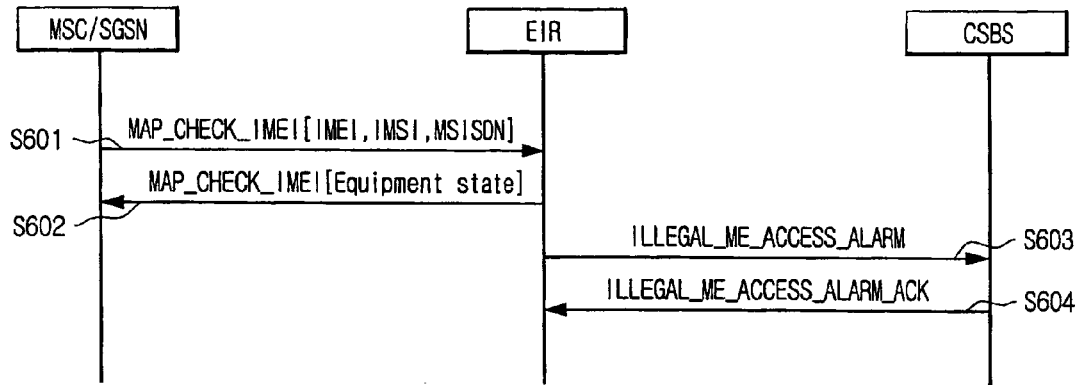 MSC/SGSN
EIR
CSBS
S601
MAP_CHECK_IMEI[IMEI,IMSI,MSISDN]
MAP_CHECK_IMEI[Equipment state]
S602
ILLEGAL_ME_ACCESS_ALARM
S603
ILLEGAL_ME_ACCESS_ALARM_ACK
S604